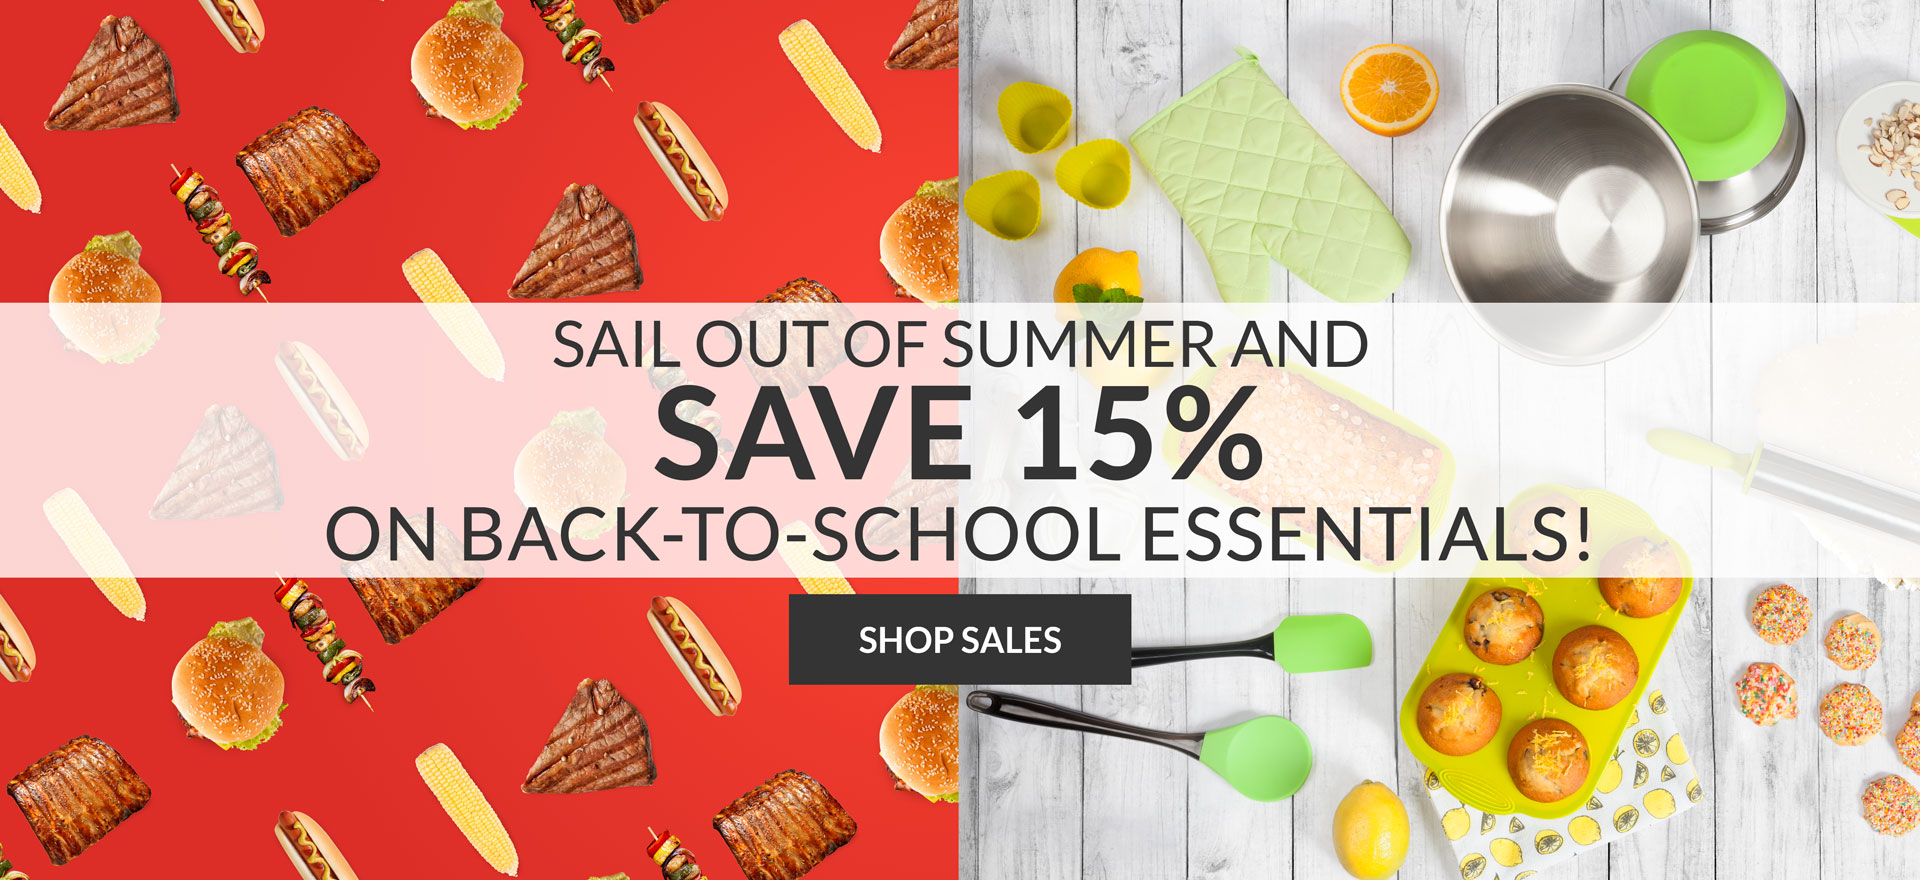 SAIL OUT OF SUMMER AND
SAVE 15%
ON BACK-TO-SCHOOL ESSENTIALS!
SHOP SALES